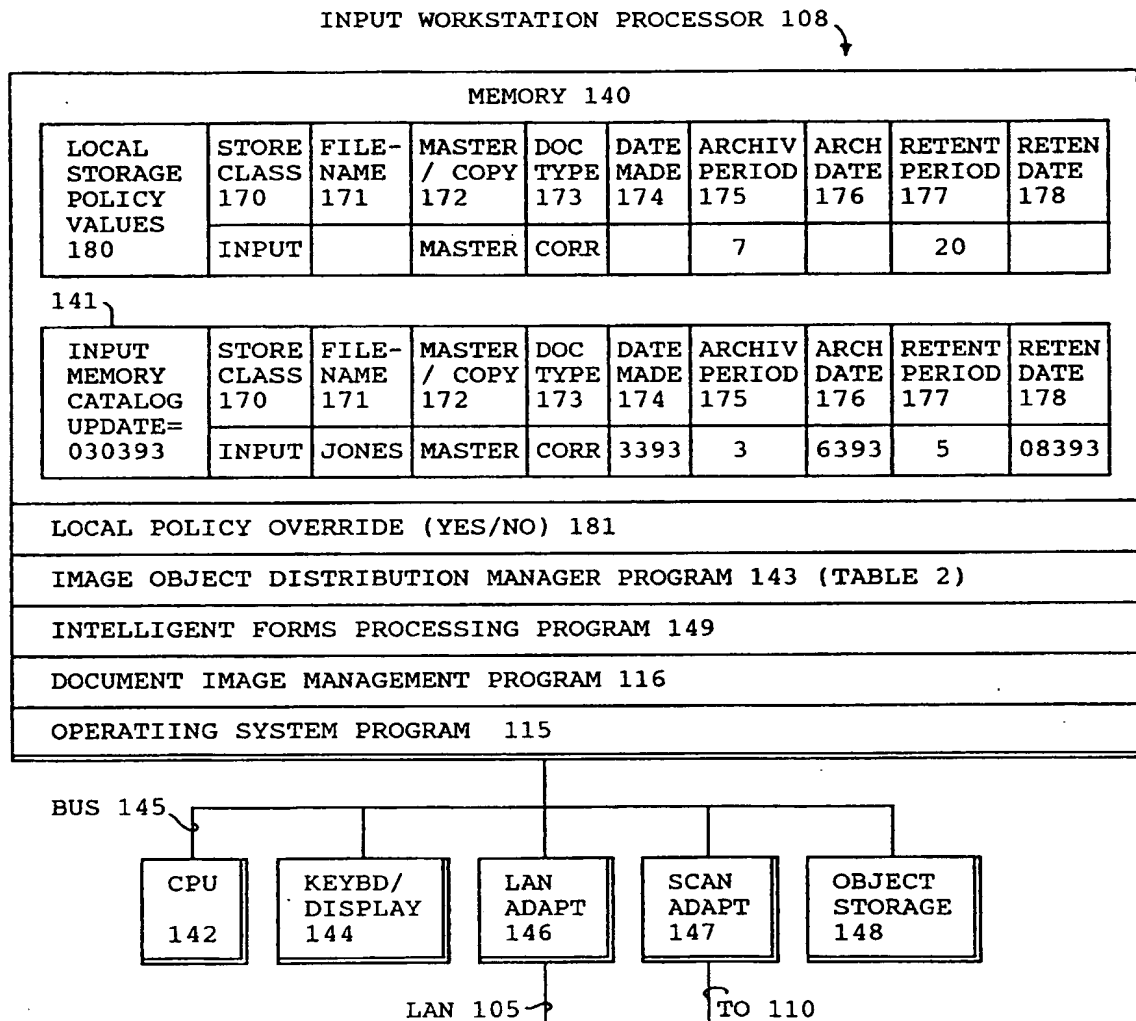 INPUT WORKSTATION PROCESSOR 108
MEMORY 140
LOCAL STORAGE POLICY VALUES 180
STORE CLASS 170
FILE-NAME 171
MASTER / COPY 172
DOC TYPE 173
DATE MADE 174
ARCHIV PERIOD 175
ARCH DATE 176
RETENT PERIOD 177
RETEN DATE 178
INPUT MASTER CORR 7 20
141
INPUT MEMORY CATALOG UPDATE= 030393
STORE CLASS 170
FILE-NAME 171
MASTER / COPY 172
DOC TYPE 173
DATE MADE 174
ARCHIV PERIOD 175
ARCH DATE 176
RETENT PERIOD 177
RETEN DATE 178
INPUT JONES MASTER CORR 3393 3 6393 5 08393
LOCAL POLICY OVERRIDE (YES/NO) 181
IMAGE OBJECT DISTRIBUTION MANAGER PROGRAM 143 (TABLE 2)
INTELLIGENT FORMS PROCESSING PROGRAM 149
DOCUMENT IMAGE MANAGEMENT PROGRAM 116
OPERATIING SYSTEM PROGRAM 115
BUS 145
CPU 142
KEYBD/ DISPLAY 144
LAN ADAPT 146
SCAN ADAPT 147
OBJECT STORAGE 148
LAN 105
TO 110